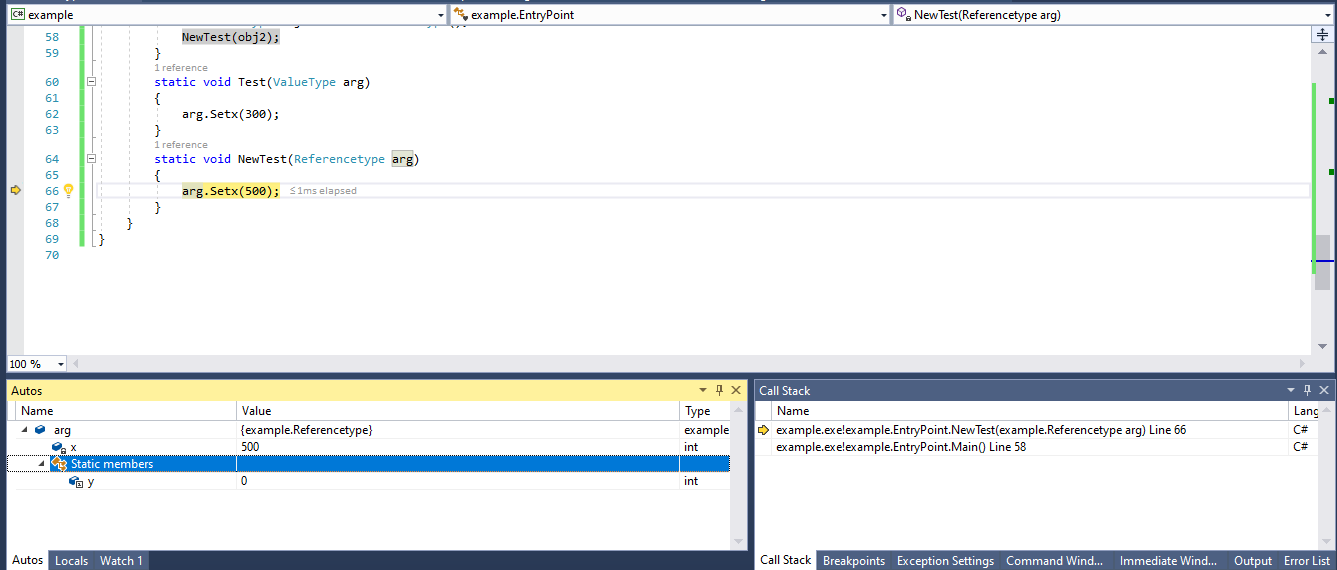 C# example example.EntryPoint NewTest(Referencetype arg)
58 NewTest(obj2);
59 }
1 reference
60 static void Test(ValueType arg)
61 {
62 arg.Setx(300);
63 }
1 reference
64 static void NewTest(Referencetype arg)
65 {
66 arg.Setx(500); ≤1ms elapsed
67 }
68 }
69 }
70
100 %
Autos
Name Value Type
arg {example.Referencetype} example
x 500 int
Static members
y 0 int
Autos Locals Watch 1
Call Stack
Name Lang
example.exe!example.EntryPoint.NewTest(example.Referencetype arg) Line 66 C#
example.exe!example.EntryPoint.Main() Line 58 C#
Call Stack Breakpoints Exception Settings Command Wind... Immediate Wind... Output Error List